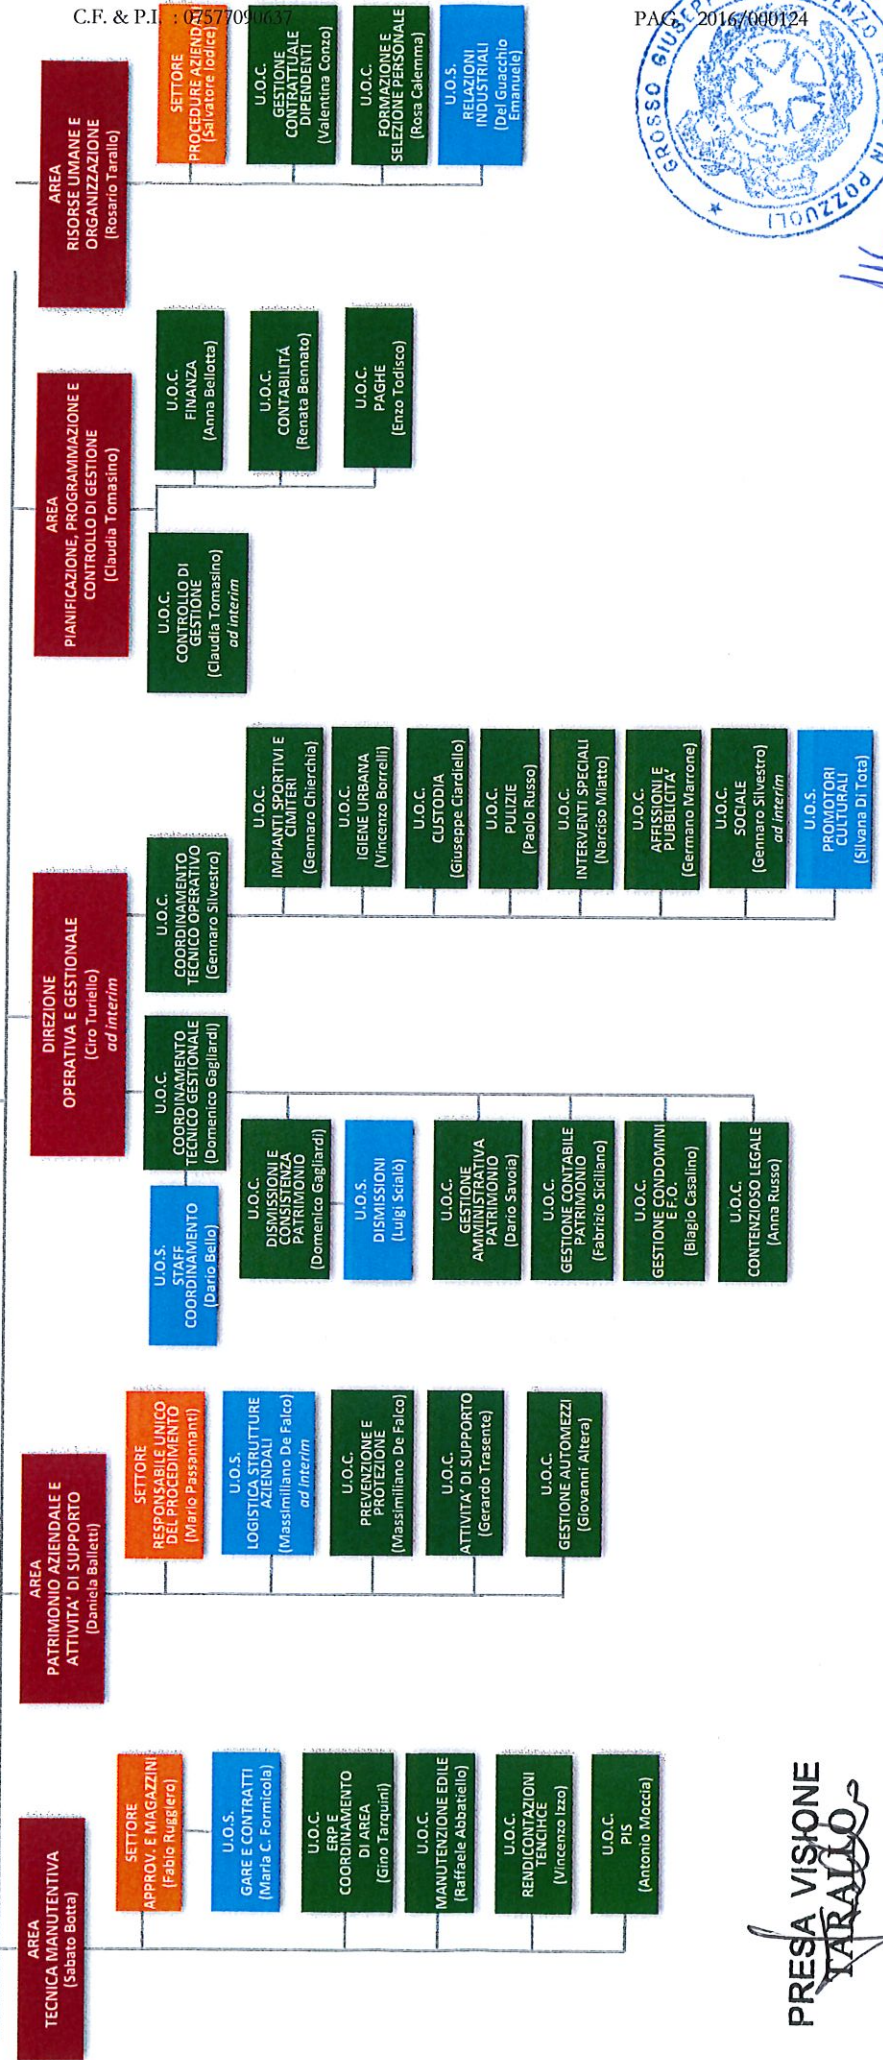 C.F. & P.I. : 07577090637
PAG. 2016/000124
AREA
TECNICA MANUTENTIVA
(Sabato Botta)
SETTORE
APPROV. E MAGAZZINI
(Fabio Ruggiero)
U.O.S.
GARE E CONTRATTI
(Maria C. Formicola)
U.O.C.
ERP E
COORDINAMENTO
DI AREA
(Gino Tarquini)
U.O.C.
MANUTENZIONE EDILE
(Raffaele Abbatiello)
U.O.C.
RENDICONTAZIONI
TENCIHCE
(Vincenzo Izzo)
U.O.C.
PIS
(Antonio Moccia)
AREA
PATRIMONIO AZIENDALE E
ATTIVITA' DI SUPPORTO
(Daniela Balletti)
SETTORE
RESPONSABILE UNICO
DEL PROCEDIMENTO
(Mario Passannanti)
U.O.S.
LOGISTICA STRUTTURE
AZIENDALI
(Massimiliano De Falco)
ad interim
U.O.C.
PREVENZIONE E
PROTEZIONE
(Massimiliano De Falco)
U.O.C.
ATTIVITA' DI SUPPORTO
(Gerardo Trasente)
U.O.C.
GESTIONE AUTOMEZZI
(Giovanni Altera)
DIREZIONE
OPERATIVA E GESTIONALE
(Ciro Turiello)
ad interim
U.O.S.
STAFF
COORDINAMENTO
(Dario Bello)
U.O.C.
COORDINAMENTO
TECNICO GESTIONALE
(Domenico Gagliardi)
U.O.C.
DISMISSIONI E
CONSISTENZA
PATRIMONIO
(Domenico Gagliardi)
U.O.S.
DISMISSIONI
(Luigi Scialò)
U.O.C.
GESTIONE
AMMINISTRATIVA
PATRIMONIO
(Dario Savoia)
U.O.C.
GESTIONE CONTABILE
PATRIMONIO
(Fabrizio Siciliano)
U.O.C.
GESTIONE CONDOMINI
E F.O.
(Biagio Casalino)
U.O.C.
CONTENZIOSO LEGALE
(Anna Russo)
U.O.C.
COORDINAMENTO
TECNICO OPERATIVO
(Gennaro Silvestro)
U.O.C.
IMPIANTI SPORTIVI E
CIMITERI
(Gennaro Chierchia)
U.O.C.
IGIENE URBANA
(Vincenzo Borrelli)
U.O.C.
CUSTODIA
(Giuseppe Ciardiello)
U.O.C.
PULIZIE
(Paolo Russo)
U.O.C.
INTERVENTI SPECIALI
(Narciso Miatto)
U.O.C.
AFFISSIONI E
PUBBLICITA'
(Germano Marrone)
U.O.C.
SOCIALE
(Gennaro Silvestro)
ad interim
U.O.S.
PROMOTORI
CULTURALI
(Silvana Di Tota)
AREA
PIANIFICAZIONE, PROGRAMMAZIONE E
CONTROLLO DI GESTIONE
(Claudia Tomasino)
U.O.C.
CONTROLLO DI
GESTIONE
(Claudia Tomasino)
ad interim
U.O.C.
FINANZA
(Anna Bellotta)
U.O.C.
CONTABILITÁ
(Renata Bennato)
U.O.C.
PAGHE
(Enzo Todisco)
AREA
RISORSE UMANE E
ORGANIZZAZIONE
(Rosario Tarallo)
SETTORE
PROCEDURE AZIEND
(Salvatore Iodice)
U.O.C.
GESTIONE
CONTRATTUALE
DIPENDENTI
(Valentina Conzo)
U.O.C.
FORMAZIONE E
SELEZIONE PERSONALE
(Rosa Calemma)
U.O.S.
RELAZIONI
INDUSTRIALI
(Del Guacchio
Emanuele)
PRESA VISIONE
TARALLO
GROSSO GIUSEPP
IN POZZUOLI